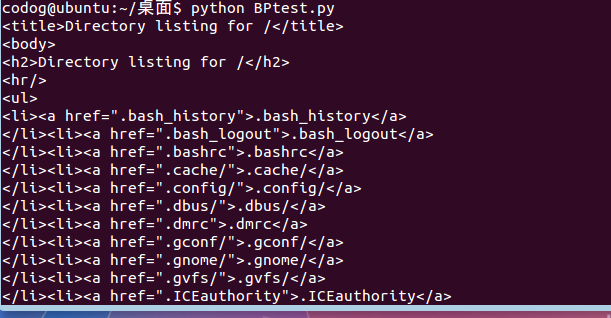 codog@ubuntu:~/桌面$ python BPtest.py
<title>Directory listing for /</title>
<body>
<h2>Directory listing for /</h2>
<hr/>
<ul>
<li><a href=".bash_history">.bash_history</a>
</li><li><a href=".bash_logout">.bash_logout</a>
</li><li><a href=".bashrc">.bashrc</a>
</li><li><a href=".cache/">.cache/</a>
</li><li><a href=".config/">.config/</a>
</li><li><a href=".dbus/">.dbus/</a>
</li><li><a href=".dmrc">.dmrc</a>
</li><li><a href=".gconf/">.gconf/</a>
</li><li><a href=".gnome/">.gnome/</a>
</li><li><a href=".gvfs/">.gvfs/</a>
</li><li><a href=".ICEauthority">.ICEauthority</a>